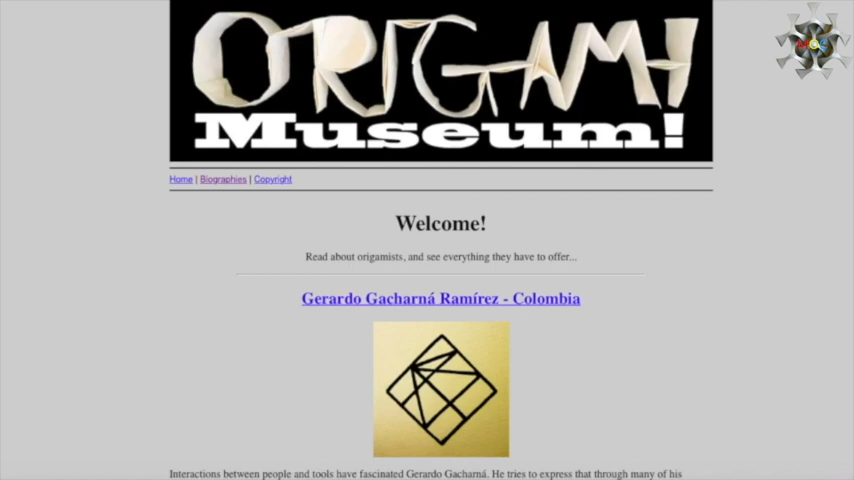 ORIGAMI
Museum!
MOC
Home | Biographies | Copyright
Welcome!
Read about origamists, and see everything they have to offer...
Gerardo Gacharná Ramírez - Colombia
Interactions between people and tools have fascinated Gerardo Gacharná. He tries to express that through many of his